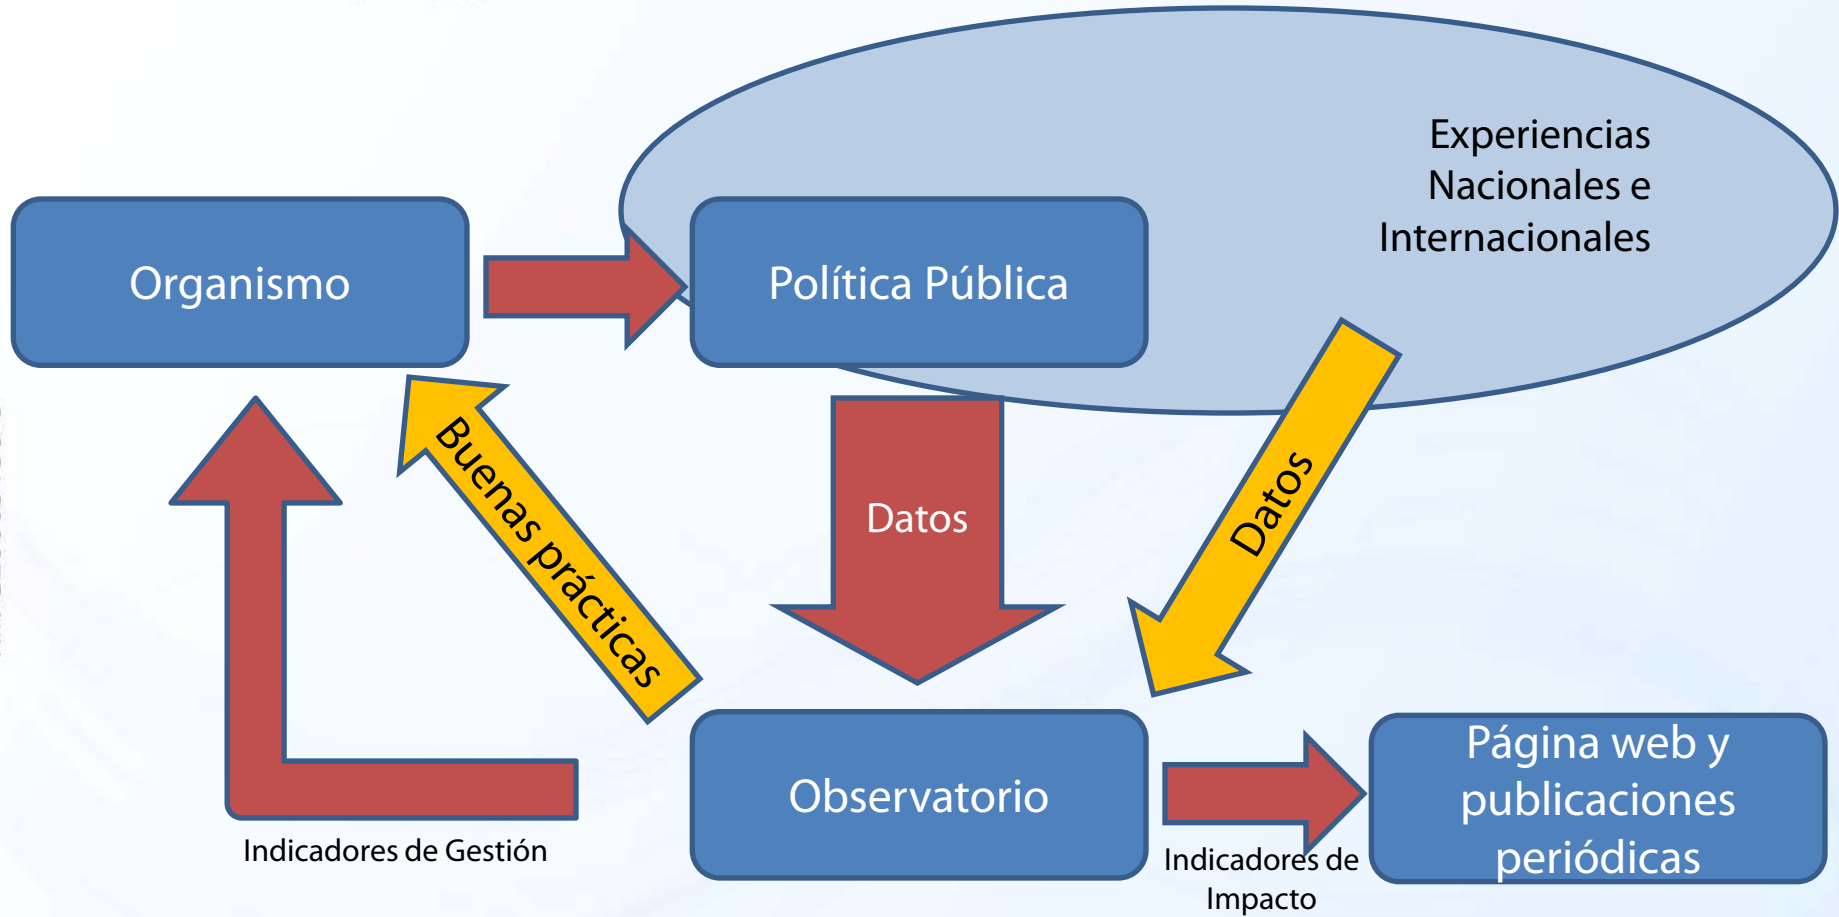 Experiencias
Nacionales e
Internacionales
Organismo
Política Pública
Buenas prácticas
Datos
Datos
Observatorio
Página web y
publicaciones
periódicas
Indicadores de Gestión
Indicadores de
Impacto